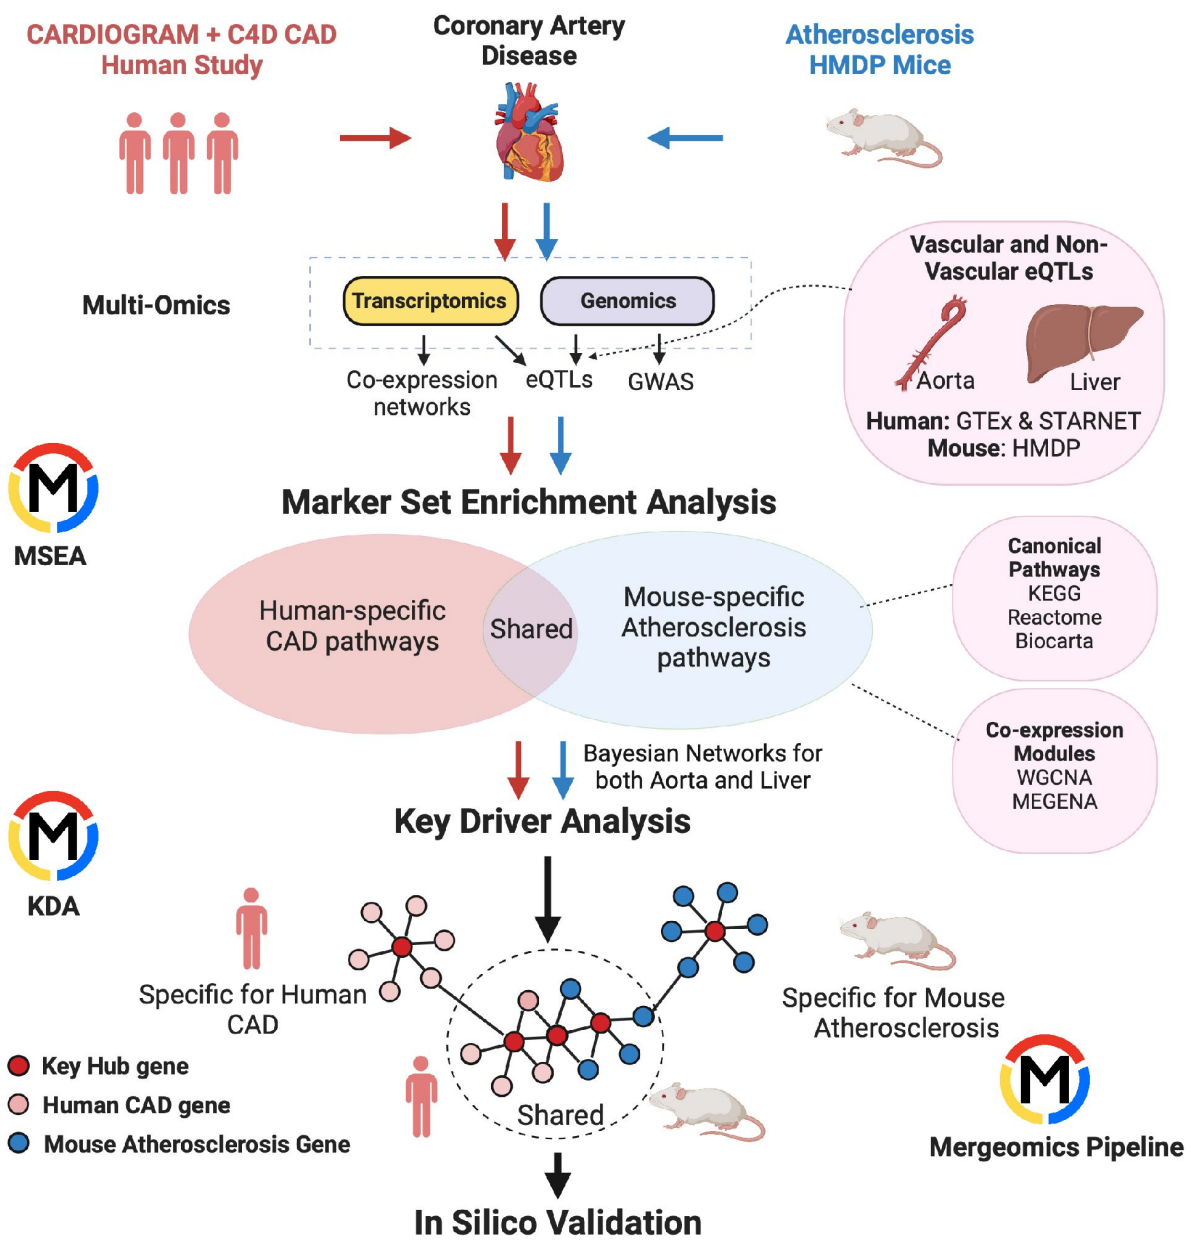 CARDIOGRAM + C4D CAD
Human Study
Coronary Artery
Disease
Atherosclerosis
HMDP Mice
Multi-Omics
Transcriptomics
Genomics
Co-expression
networks
eQTLs
GWAS
Vascular and Non-
Vascular eQTLs
Aorta
Liver
Human: GTEx & STARNET
Mouse: HMDP
M
MSEA
Marker Set Enrichment Analysis
Human-specific
CAD pathways
Shared
Mouse-specific
Atherosclerosis
pathways
Canonical
Pathways
KEGG
Reactome
Biocarta
Co-expression
Modules
WGCNA
MEGENA
Bayesian Networks for
both Aorta and Liver
M
KDA
Key Driver Analysis
Specific for Human
CAD
Specific for Mouse
Atherosclerosis
Key Hub gene
Human CAD gene
Mouse Atherosclerosis Gene
Shared
M
Mergeomics Pipeline
In Silico Validation